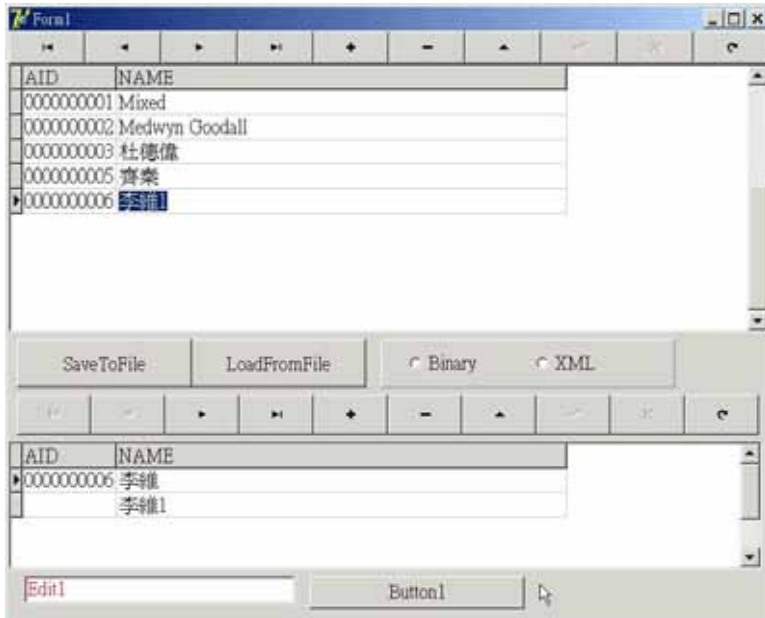 Form1
AID NAME
0000000001 Mixed
0000000002 Medwyn Goodall
0000000003 杜德偉
0000000005 齊秦
0000000006 李維1
SaveToFile LoadFromFile Binary XML
AID NAME
0000000006 李維
李維1
Edit1 Button1